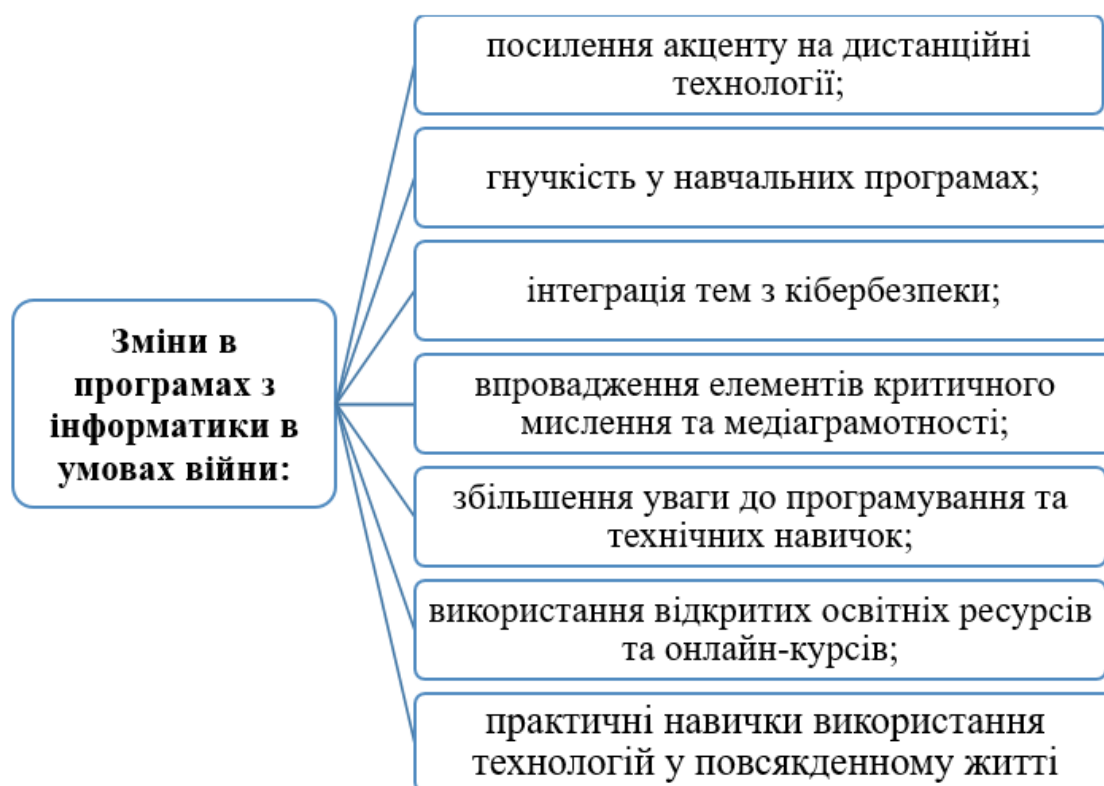 Зміни в
програмах з
інформатики в
умовах війни:
посилення акценту на дистанційні
технології;
гнучкість у навчальних програмах;
інтеграція тем з кібербезпеки;
впровадження елементів критичного
мислення та медіаграмотності;
збільшення уваги до програмування та
технічних навичок;
використання відкритих освітніх ресурсів
та онлайн-курсів;
практичні навички використання
технологій у повсякденному житті